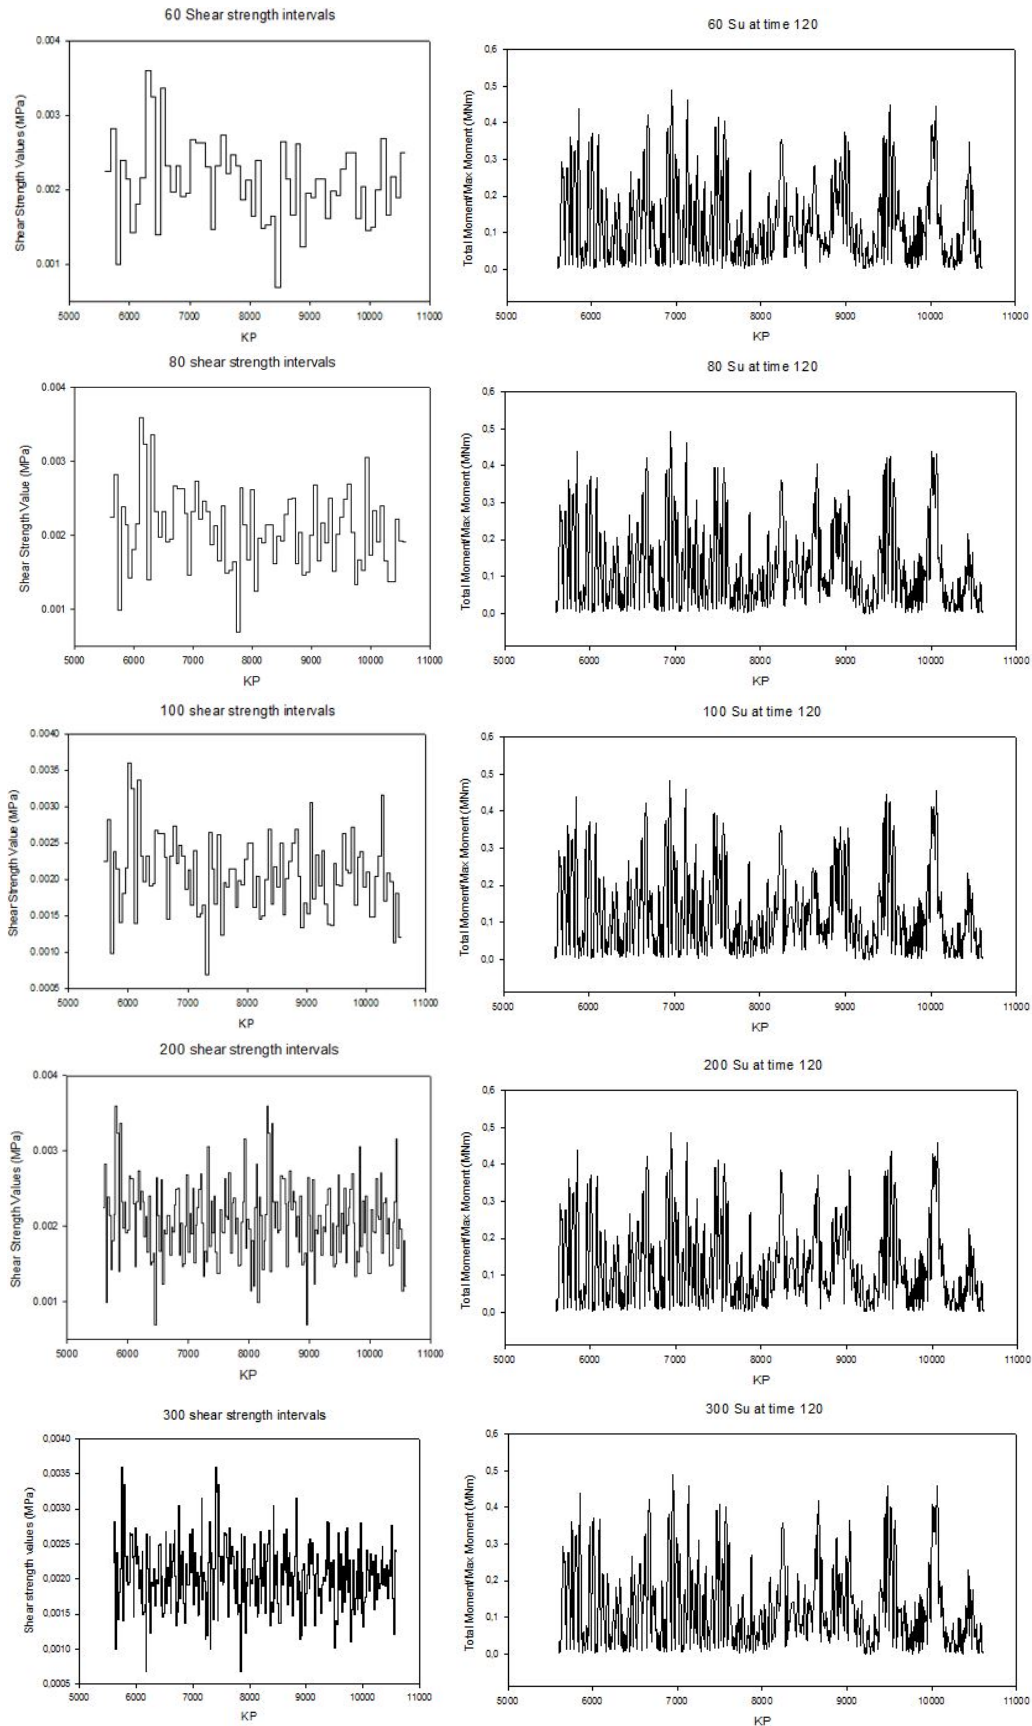 60 Shear strength intervals
Shear Strength Values (MPa)
0.004
0.003
0.002
0.001
5000 6000 7000 8000 9000 10000 11000
KP
60 Su at time 120
Total Moment/Max Moment (MNm)
0,6
0,5
0,4
0,3
0,2
0,1
0,0
5000 6000 7000 8000 9000 10000 11000
KP
80 shear strength intervals
Shear Strength Value (MPa)
0.004
0.003
0.002
0.001
5000 6000 7000 8000 9000 10000 11000
KP
80 Su at time 120
Total Moment/Max Moment (MNm)
0,6
0,5
0,4
0,3
0,2
0,1
0,0
5000 6000 7000 8000 9000 10000 11000
KP
100 shear strength intervals
Shear Strength Value (MPa)
0.0040
0.0035
0.0030
0.0025
0.0020
0.0015
0.0010
0.0005
5000 6000 7000 8000 9000 10000 11000
KP
100 Su at time 120
Total Moment/Max Moment (MNm)
0,6
0,5
0,4
0,3
0,2
0,1
0,0
5000 6000 7000 8000 9000 10000 11000
KP
200 shear strength intervals
Shear Strength Values (MPa)
0.004
0.003
0.002
0.001
5000 6000 7000 8000 9000 10000 11000
KP
200 Su at time 120
Total Moment/Max Moment (MNm)
0,6
0,5
0,4
0,3
0,2
0,1
0,0
5000 6000 7000 8000 9000 10000 11000
KP
300 shear strength intervals
Shear strength values (MPa)
0,0040
0,0035
0,0030
0,0025
0,0020
0,0015
0,0010
0,0005
5000 6000 7000 8000 9000 10000 11000
KP
300 Su at time 120
Total Moment/Max Moment (MNm)
0,6
0,5
0,4
0,3
0,2
0,1
0,0
5000 6000 7000 8000 9000 10000 11000
KP